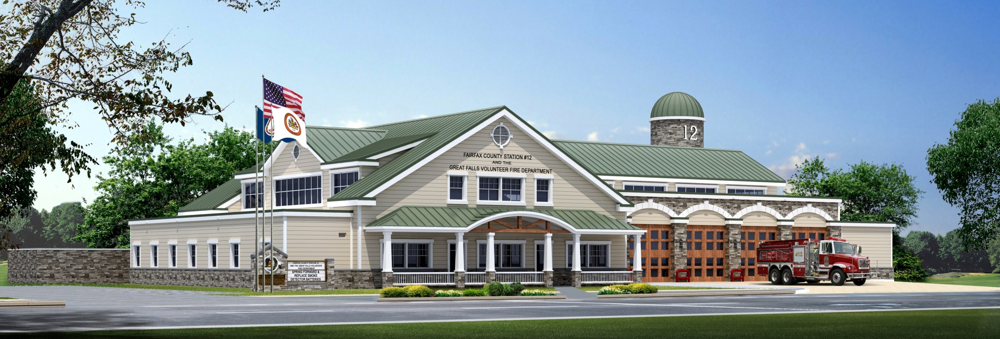 12
FAIRFAX COUNTY STATION #12
AND THE
GREAT FALLS VOLUNTEER FIRE DEPARTMENT
FAIRFAX COUNTY STATION 12
AND THE GREAT FALLS VOLUNTEER
FIRE DEPARTMENT
SPRING FORWARD &
REPLACE SMOKE
DETECTOR BATTERIES
412